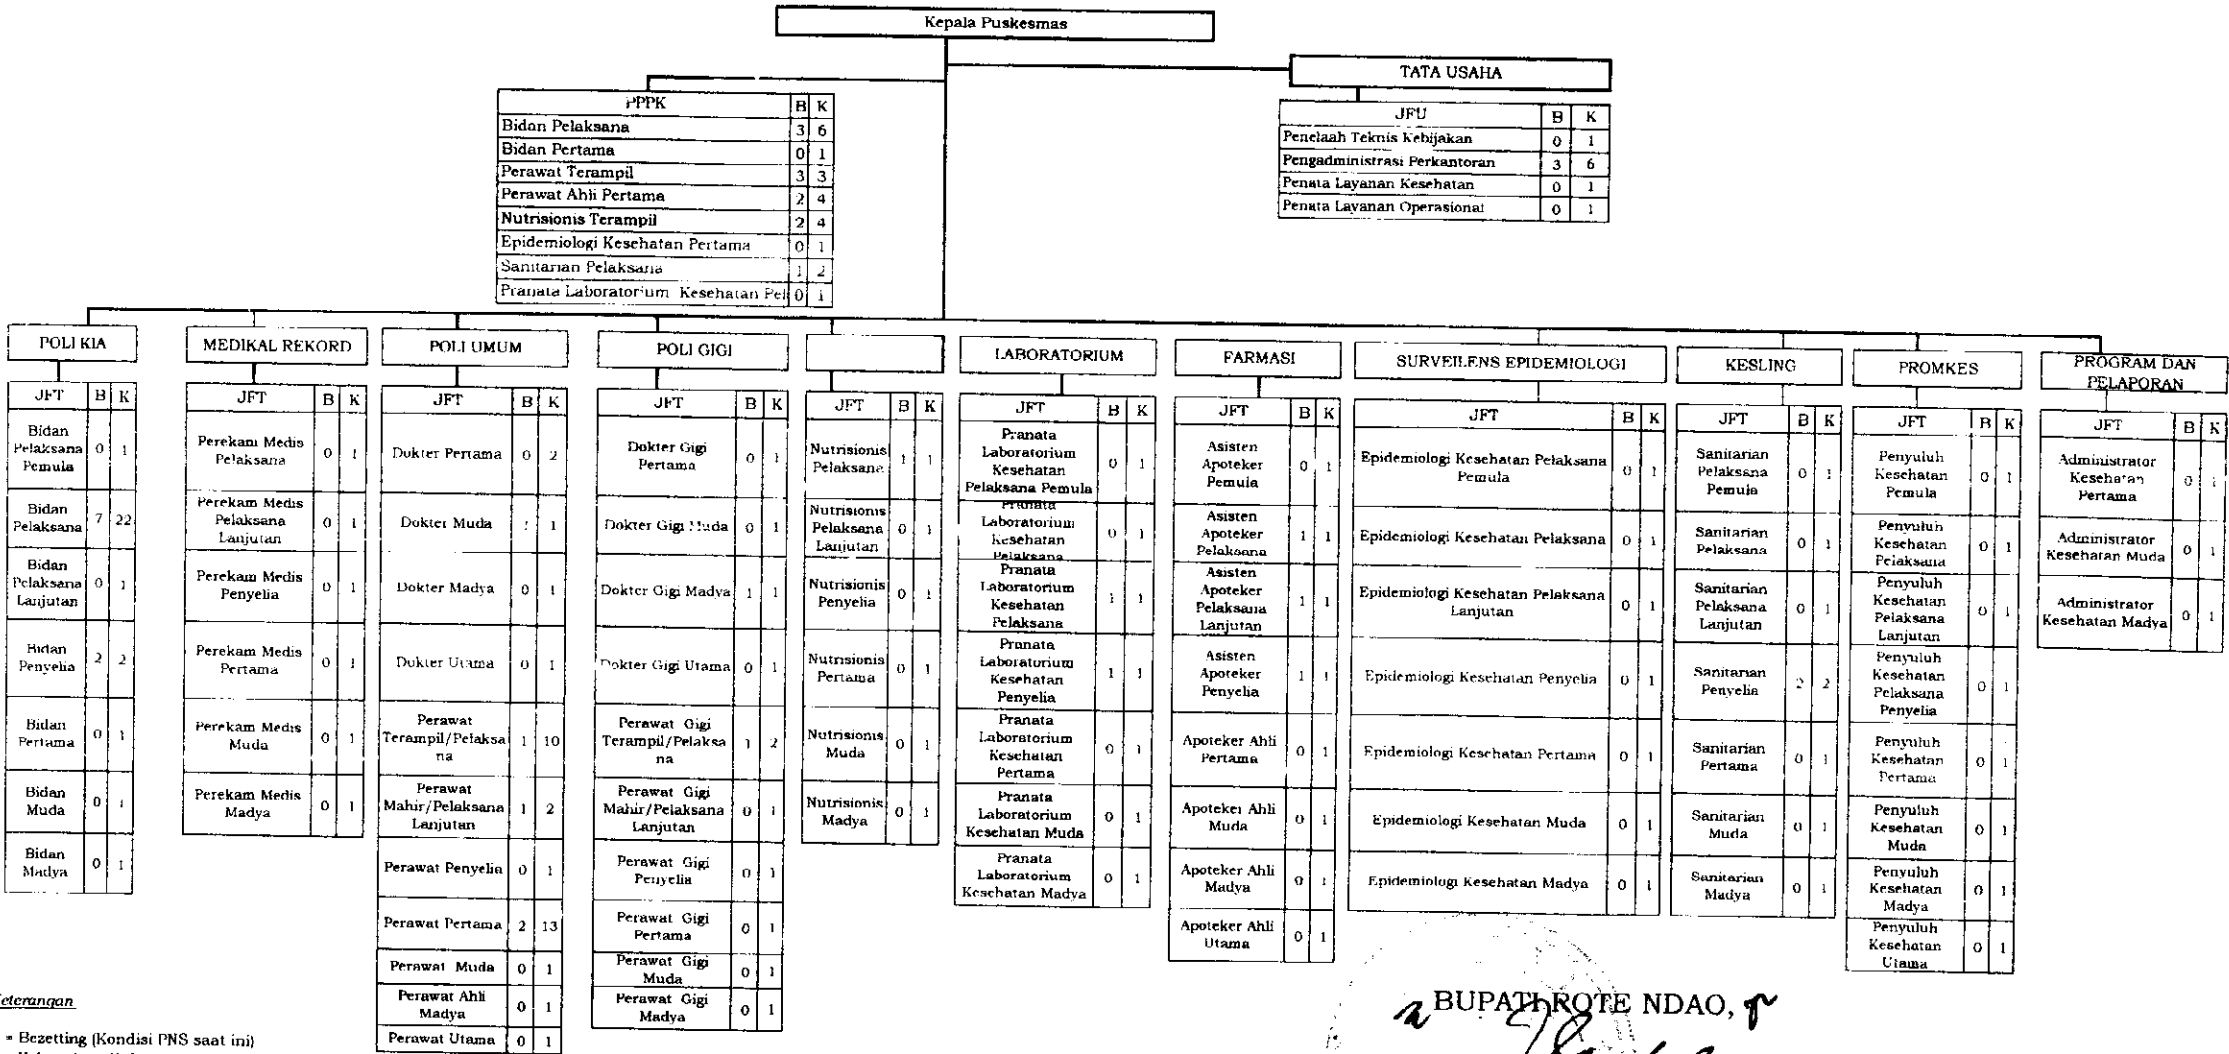 Kepala Puskesmas
TATA USAHA
JFU B K
Penelaah Teknis Kebijakan 0 1
Pengadministrasi Perkantoran 3 6
Penata Layanan Kesehatan 0 1
Penata Layanan Operasional 0 1
PPPK B K
Bidan Pelaksana 3 6
Bidan Pertama 0 1
Perawat Terampil 3 3
Perawat Ahli Pertama 2 4
Nutrisionis Terampil 2 4
Epidemiologi Kesehatan Pertama 0 1
Sanitarian Pelaksana 1 2
Pranata Laboratorium Kesehatan Pel 0 1
POLI KIA
JFT B K
Bidan
Pelaksana 0 1
Pemula
Bidan
Pelaksana 7 22
Bidan
Pelaksana 0 1
Lanjutan
Bidan
Penyelia 2 2
Bidan
Pertama 0 1
Bidan
Muda 0 1
Bidan
Madya 0 1
MEDIKAL REKORD
JFT B K
Perekam Medis
Pelaksana 0 1
Perekam Medis
Pelaksana 0 1
Lanjutan
Perekam Medis
Penyelia 0 1
Perekam Medis
Pertama 0 1
Perekam Medis
Muda 0 1
Perekam Medis
Madya 0 1
POLI UMUM
JFT B K
Dokter Pertama 0 2
Dokter Muda 1 1
Dokter Madya 0 1
Dokter Utama 0 1
Perawat
Terampil/Pelaksa 1 10
na
Perawat
Mahir/Pelaksana 1 2
Lanjutan
Perawat Penyelia 0 1
Perawat Pertama 2 13
Perawat Muda 0 1
Perawat Ahli
Madya 0 1
Perawat Utama 0 1
POLI GIGI
JFT B K
Dokter Gigi
Pertama 0 1
Dokter Gigi Muda 0 1
Dokter Gigi Madya 1 1
Dokter Gigi Utama 0 1
Perawat Gigi
Terampil/Pelaksa 1 2
na
Perawat Gigi
Mahir/Pelaksana 0 1
Lanjutan
Perawat Gigi
Penyelia 0 1
Perawat Gigi
Pertama 0 1
Perawat Gigi
Muda 0 1
Perawat Gigi
Madya 0 1
JFT B K
Nutrisionis
Pelaksana 1 1
Nutrisionis
Pelaksana 0 1
Lanjutan
Nutrisionis
Penyelia 0 1
Nutrisionis
Pertama 0 1
Nutrisionis
Muda 0 1
Nutrisionis
Madya 0 1
LABORATORIUM
JFT B K
Pranata
Laboratorium
Kesehatan 0 1
Pelaksana Pemula
Pranata
Laboratorium
Kesehatan 0 1
Pelaksana
Pranata
Laboratorium
Kesehatan 1 1
Pelaksana
Pranata
Laboratorium
Kesehatan 1 1
Penyelia
Pranata
Laboratorium
Kesehatan 0 1
Pertama
Pranata
Laboratorium 0 1
Kesehatan Muda
Pranata
Laboratorium 0 1
Kesehatan Madya
FARMASI
JFT B K
Asisten
Apoteker 0 1
Pemula
Asisten
Apoteker 1 1
Pelaksana
Asisten
Apoteker
Pelaksana 1 1
Lanjutan
Asisten
Apoteker 1 1
Penyelia
Apoteker Ahli
Pertama 0 1
Apoteker Ahli
Muda 0 1
Apoteker Ahli
Madya 0 1
Apoteker Ahli
Utama 0 1
SURVEILENS EPIDEMIOLOGI
JFT B K
Epidemiologi Kesehatan Pelaksana
Pemula 0 1
Epidemiologi Kesehatan Pelaksana 0 1
Epidemiologi Kesehatan Pelaksana
Lanjutan 0 1
Epidemiologi Kesehatan Penyelia 0 1
Epidemiologi Kesehatan Pertama 0 1
Epidemiologi Kesehatan Muda 0 1
Epidemiologi Kesehatan Madya 0 1
KESLING
JFT B K
Sanitarian
Pelaksana 0 1
Pemula
Sanitarian
Pelaksana 0 1
Sanitarian
Pelaksana 0 1
Lanjutan
Sanitarian
Penyelia 2 2
Sanitarian
Pertama 0 1
Sanitarian
Muda 0 1
Sanitarian
Madya 0 1
PROMKES
JFT B K
Penyuluh
Kesehatan 0 1
Pemula
Penyuluh
Kesehatan 0 1
Pelaksana
Penyuluh
Kesehatan
Pelaksana 0 1
Lanjutan
Penyuluh
Kesehatan
Pelaksana 0 1
Penyelia
Penyuluh
Kesehatan 0 1
Pertama
Penyuluh
Kesehatan 0 1
Muda
Penyuluh
Kesehatan 0 1
Madya
Penyuluh
Kesehatan 0 1
Utama
PROGRAM DAN
PELAPORAN
JFT B K
Administrator
Kesehatan 0 1
Pertama
Administrator
Kesehatan Muda 0 1
Administrator
Kesehatan Madya 0 1
eterangan
= Bezetting (Kondisi PNS saat ini)
BUPATI ROTE NDAO,